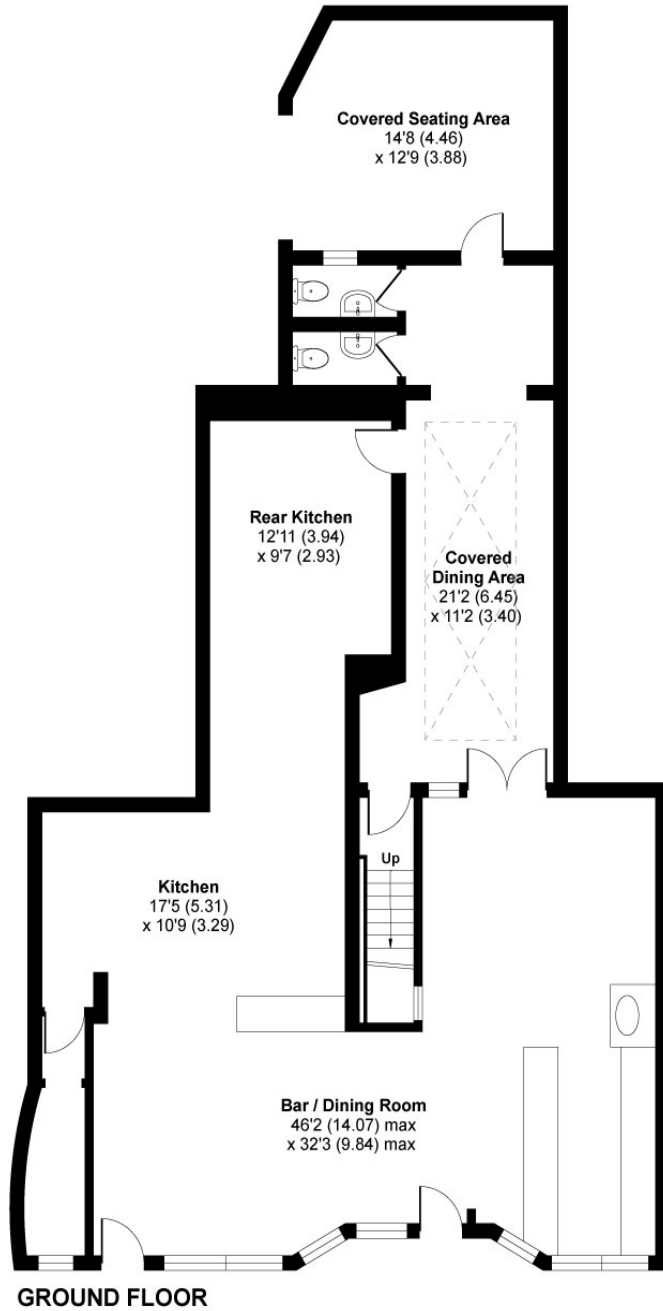 Covered Seating Area
14'8 (4.46)
x 12'9 (3.88)
Rear Kitchen
12'11 (3.94)
x 9'7 (2.93)
Covered
Dining Area
21'2 (6.45)
x 11'2 (3.40)
Up
Kitchen
17'5 (5.31)
x 10'9 (3.29)
Bar / Dining Room
46'2 (14.07) max
x 32'3 (9.84) max
GROUND FLOOR